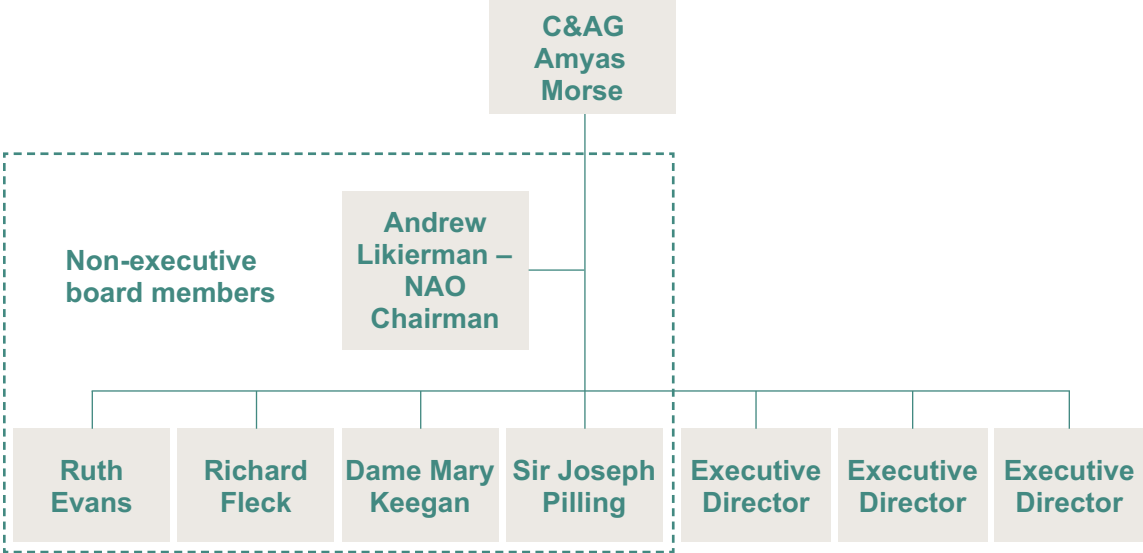 C&AG
Amyas
Morse
Andrew
Likierman –
NAO
Chairman
Non-executive
board members
Ruth
Evans
Richard
Fleck
Dame Mary
Keegan
Sir Joseph
Pilling
Executive
Director
Executive
Director
Executive
Director